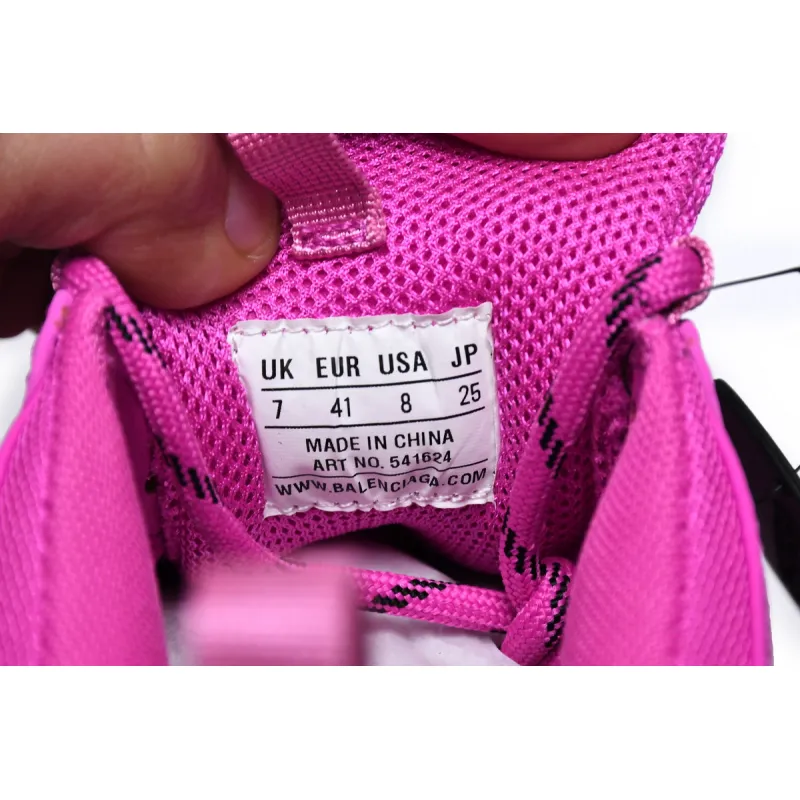 UK EUR USA JP
7 41 8 25
MADE IN CHINA
ART NO. 541624
WWW.BALENCIAGA.COM